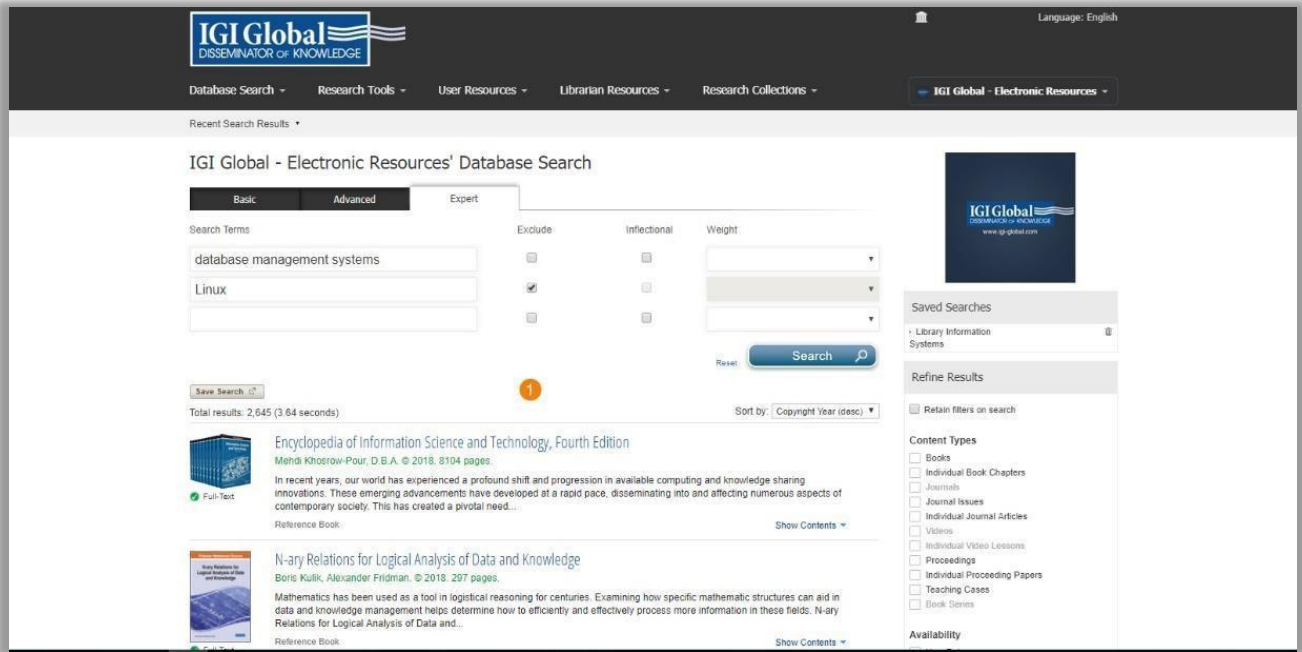 IGI Global
DISSEMINATOR OF KNOWLEDGE
Language: English
Database Search
Research Tools
User Resources
Librarian Resources
Research Collections
IGI Global - Electronic Resources
Recent Search Results
IGI Global - Electronic Resources' Database Search
Basic
Advanced
Expert
Search Terms
Exclude
Inflectional
Weight
database management systems
Linux
Reset
Search
Save Search
1
Total results: 2,645 (3.64 seconds)
Sort by: Copyright Year (desc)
Encyclopedia of Information Science and Technology, Fourth Edition
Mehdi Khosrow-Pour, D.B.A. © 2018. 8104 pages.
In recent years, our world has experienced a profound shift and progression in available computing and knowledge sharing
innovations. These emerging advancements have developed at a rapid pace, disseminating into and affecting numerous aspects of
contemporary society. This has created a pivotal need...
Full-Text
Reference Book
Show Contents
N-ary Relations for Logical Analysis of Data and Knowledge
Boris Kulik, Alexander Fridman. © 2018. 297 pages.
Mathematics has been used as a tool in logistical reasoning for centuries. Examining how specific mathematic structures can aid in
data and knowledge management helps determine how to efficiently and effectively process more information in these fields. N-ary
Relations for Logical Analysis of Data and...
N-ary Relations for
Logical Analysis of Data
and Knowledge
Reference Book
Show Contents
Full-Text
IGI Global
DISSEMINATOR OF KNOWLEDGE
www.igi-global.com
Saved Searches
Library Information
Systems
Refine Results
Retain filters on search
Content Types
Books
Individual Book Chapters
Journals
Journal Issues
Individual Journal Articles
Videos
Individual Video Lessons
Proceedings
Individual Proceeding Papers
Teaching Cases
Book Series
Availability